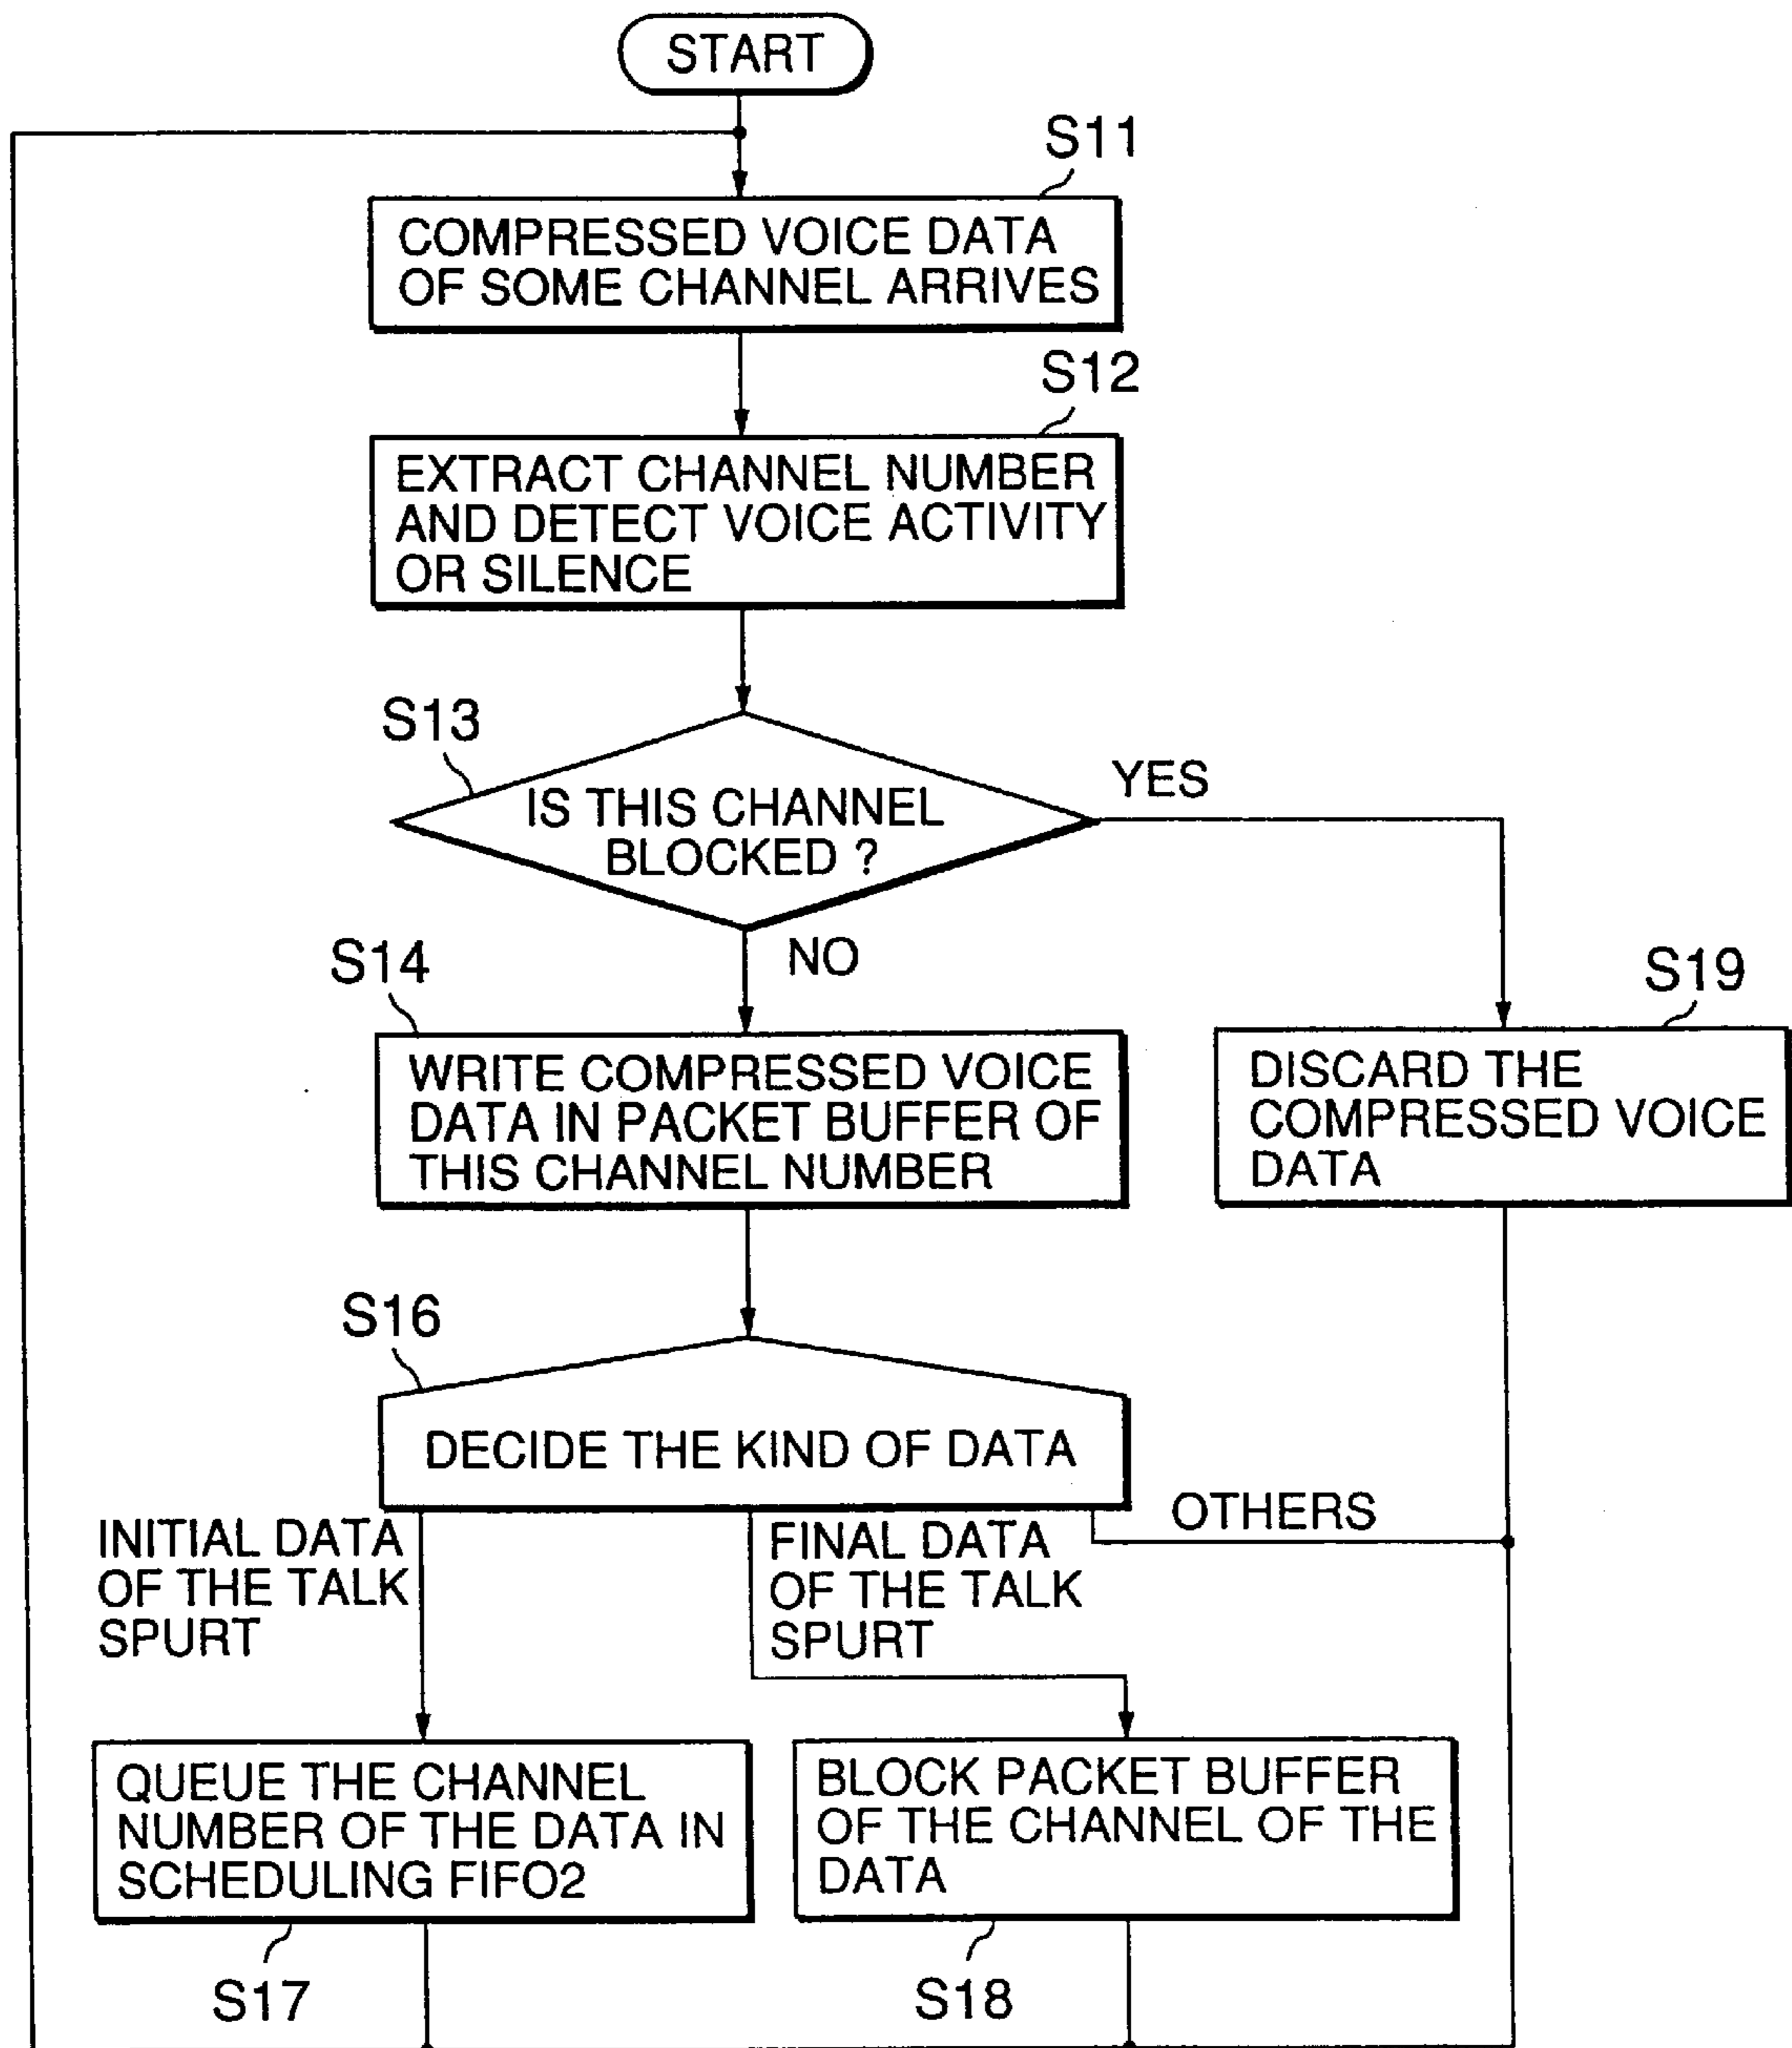 START
S11
COMPRESSED VOICE DATA
OF SOME CHANNEL ARRIVES
S12
EXTRACT CHANNEL NUMBER
AND DETECT VOICE ACTIVITY
OR SILENCE
S13
IS THIS CHANNEL
BLOCKED ?
YES
NO
S14
WRITE COMPRESSED VOICE
DATA IN PACKET BUFFER OF
THIS CHANNEL NUMBER
S19
DISCARD THE
COMPRESSED VOICE
DATA
S16
DECIDE THE KIND OF DATA
INITIAL DATA
OF THE TALK
SPURT
FINAL DATA
OF THE TALK
SPURT
OTHERS
QUEUE THE CHANNEL
NUMBER OF THE DATA IN
SCHEDULING FIFO2
S17
BLOCK PACKET BUFFER
OF THE CHANNEL OF THE
DATA
S18